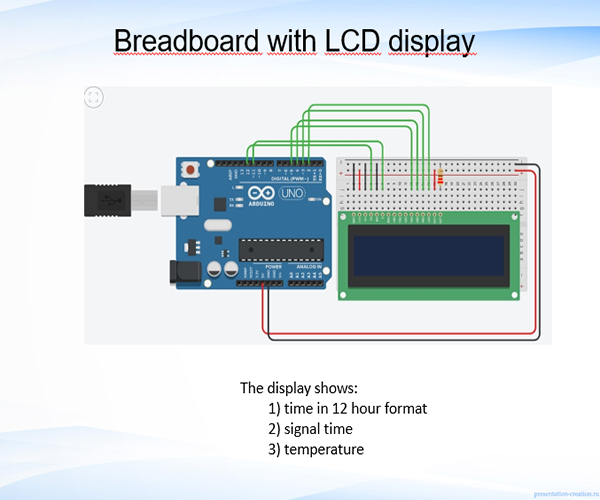 Breadboard with LCD display
DIGITAL (PWM~)
UNO
ARDUINO
POWER
ANALOG IN
The display shows:
1) time in 12 hour format
2) signal time
3) temperature
presentation-creation.ru